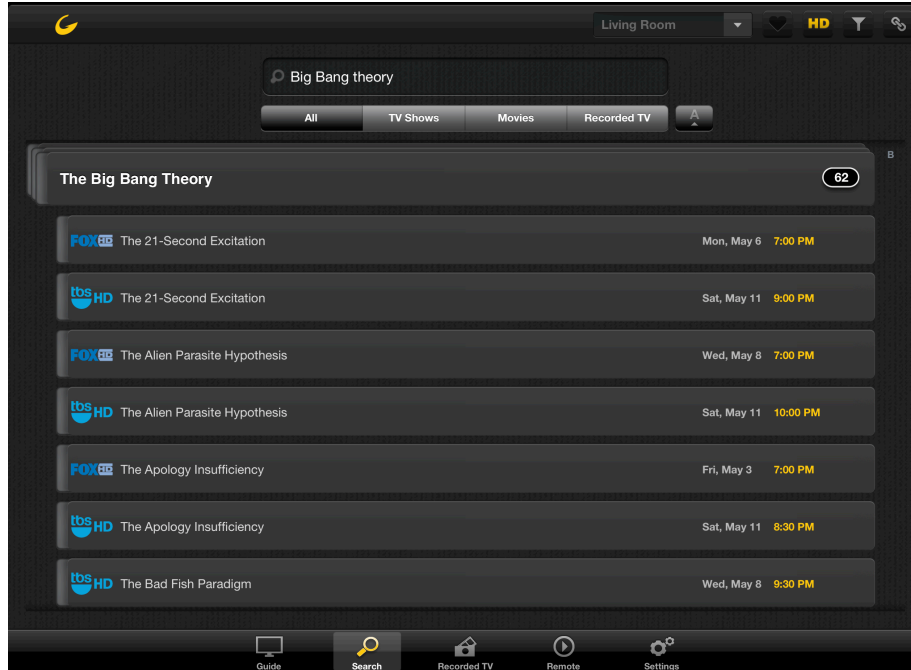 Living Room HD
Big Bang theory
All TV Shows Movies Recorded TV A
B
The Big Bang Theory 62
FOX HD The 21-Second Excitation Mon, May 6 7:00 PM
tbs HD The 21-Second Excitation Sat, May 11 9:00 PM
FOX HD The Alien Parasite Hypothesis Wed, May 8 7:00 PM
tbs HD The Alien Parasite Hypothesis Sat, May 11 10:00 PM
FOX HD The Apology Insufficiency Fri, May 3 7:00 PM
tbs HD The Apology Insufficiency Sat, May 11 8:30 PM
tbs HD The Bad Fish Paradigm Wed, May 8 9:30 PM
Guide Search Recorded TV Remote Settings